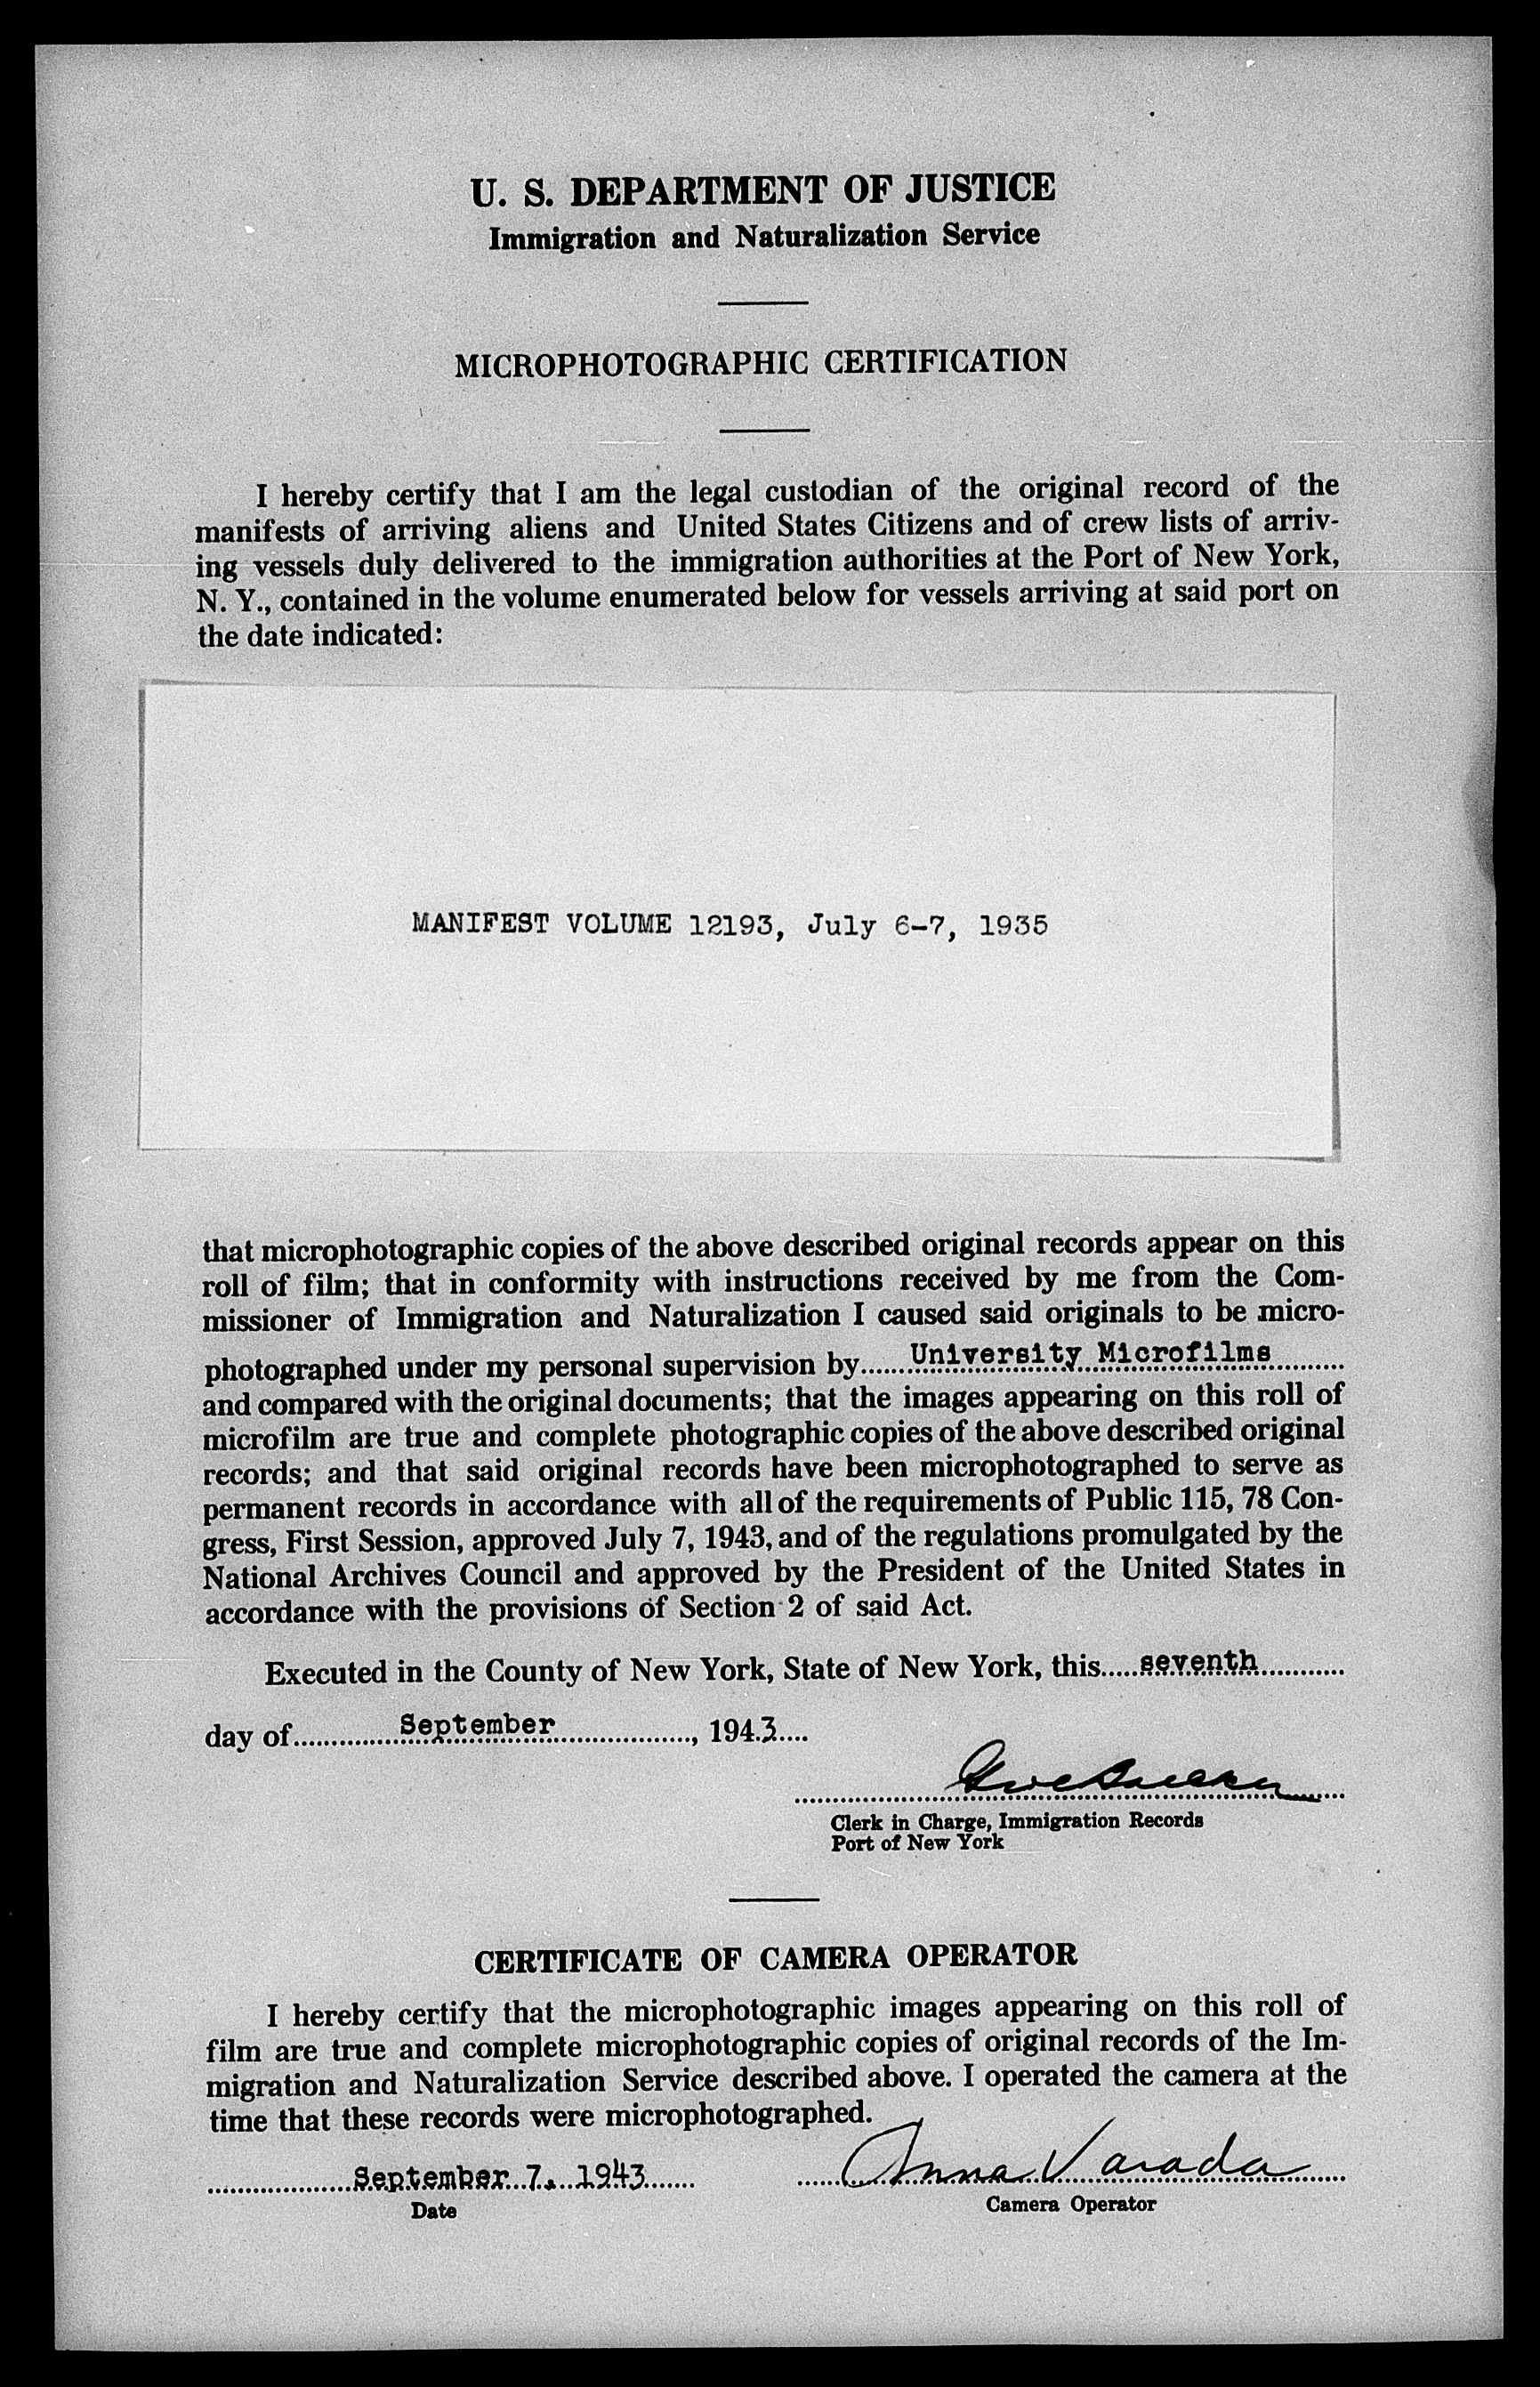 U. S. DEPARTMENT OF JUSTICE
Immigration and Naturalization Service
MICROPHOTOGRAPHIC CERTIFICATION
I hereby certify that I am the legal custodian of the original record of the
manifests of arriving aliens and United States Citizens and of crew lists of arriv-
ing vessels duly delivered to the immigration authorities at the Port of New York,
N. Y., contained in the volume enumerated below for vessels arriving at said port on
the date indicated:
MANIFEST VOLUME 12193, July 6-7, 1935
that microphotographic copies of the above described original records appear on this
roll of film; that in conformity with instructions received by me from the Com-
missioner of Immigration and Naturalization I caused said originals to be micro-
photographed under my personal supervision by......University Microfilms......
and compared with the original documents; that the images appearing on this roll of
microfilm are true and complete photographic copies of the above described original
records; and that said original records have been microphotographed to serve as
permanent records in accordance with all of the requirements of Public 115, 78 Con-
gress, First Session, approved July 7, 1943, and of the regulations promulgated by the
National Archives Council and approved by the President of the United States in
accordance with the provisions of Section 2 of said Act.
Executed in the County of New York, State of New York, this.....seventh...........
day of..............September.................., 194.3....
Clerk in Charge, Immigration Records
Port of New York
CERTIFICATE OF CAMERA OPERATOR
I hereby certify that the microphotographic images appearing on this roll of
film are true and complete microphotographic copies of original records of the Im-
migration and Naturalization Service described above. I operated the camera at the
time that these records were microphotographed.
...................September 7, 1943....... Anna Varada
Date Camera Operator